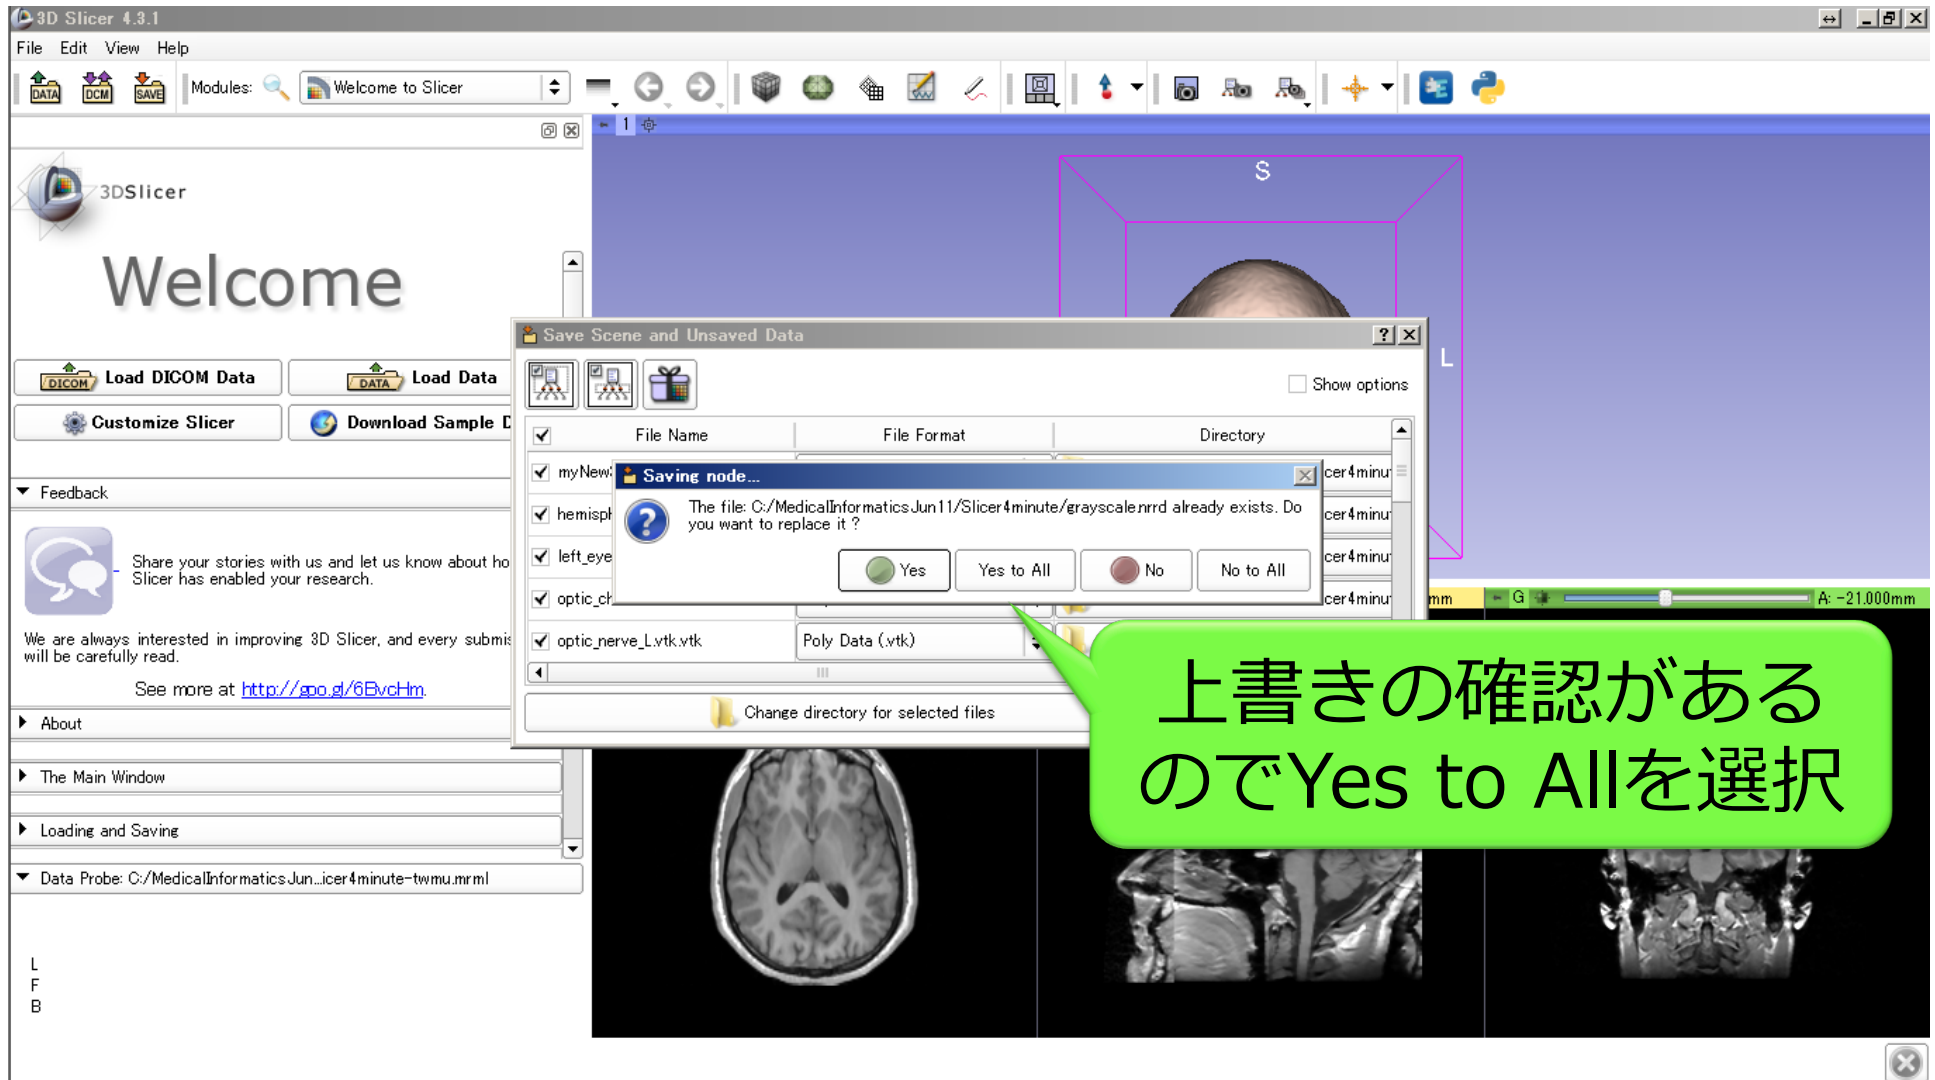 3D Slicer 4.3.1
File Edit View Help
DATA DCM SAVE Modules: Welcome to Slicer
1
3DSlicer
Welcome
S
L
Save Scene and Unsaved Data
DICOM Load DICOM Data DATA Load Data
Show options
Customize Slicer Download Sample D
File Name File Format Directory
myNew cer4minu
Saving node...
Feedback
The file: C:/MedicalInformaticsJun11/Slicer4minute/grayscale.nrrd already exists. Do
you want to replace it ?
hemisph cer4minu
left_eye cer4minu
Yes Yes to All No No to All
Share your stories with us and let us know about ho
Slicer has enabled your research.
optic_ch cer4minu
mm G A: -21.000mm
We are always interested in improving 3D Slicer, and every submis
will be carefully read.
optic_nerve_L.vtk.vtk Poly Data (.vtk)
See more at http://goo.gl/6BvcHm.
Change directory for selected files
上書きの確認がある
のでYes to Allを選択
About
The Main Window
Loading and Saving
Data Probe: C:/MedicalInformaticsJun...icer4minute-twmu.mrml
L
F
B